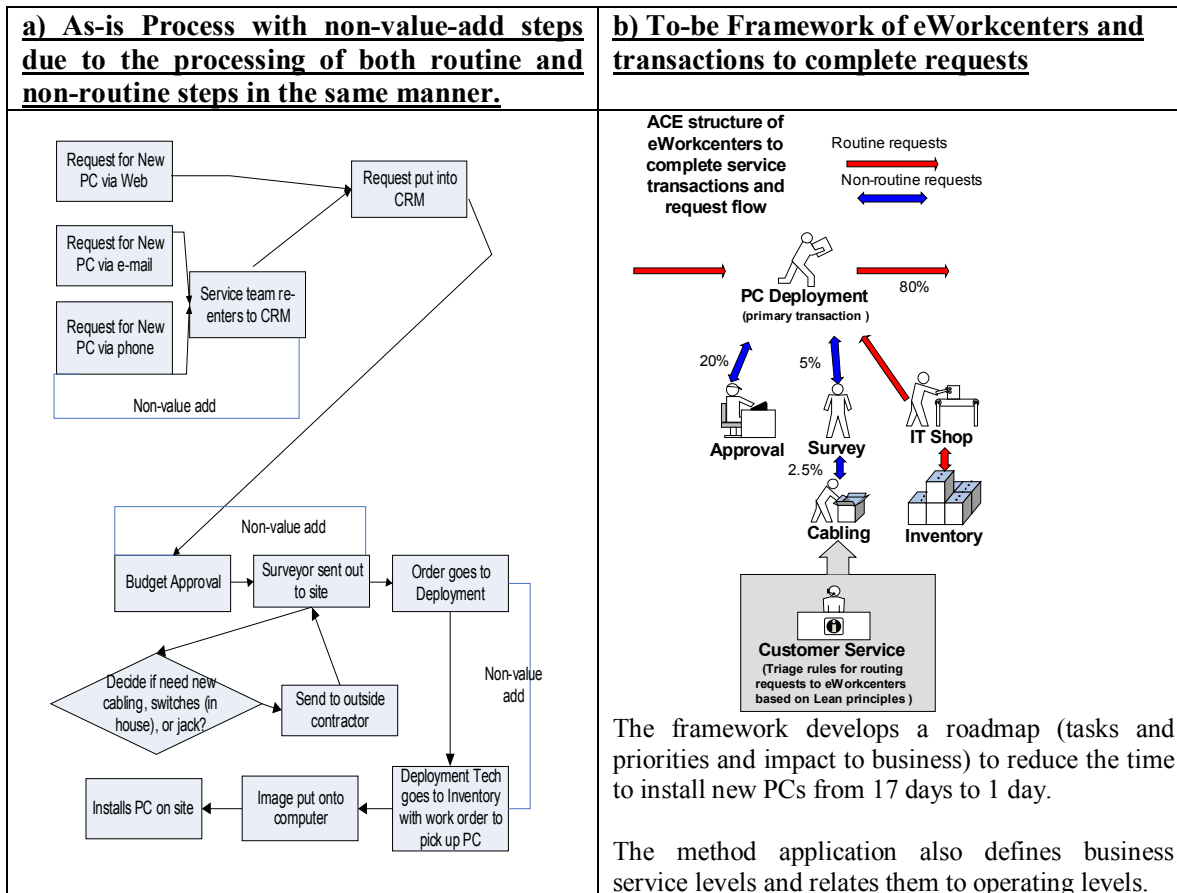 a) As-is Process with non-value-add steps
due to the processing of both routine and
non-routine steps in the same manner.
Request for New
PC via Web
Request put into
CRM
Request for New
PC via e-mail
Service team re-
enters to CRM
Request for New
PC via phone
Non-value add
Non-value add
Budget Approval
Surveyor sent out
to site
Order goes to
Deployment
Non-value
add
Decide if need new
cabling, switches (in
house), or jack?
Send to outside
contractor
Installs PC on site
Image put onto
computer
Deployment Tech
goes to Inventory
with work order to
pick up PC
b) To-be Framework of eWorkcenters and
transactions to complete requests
ACE structure of
eWorkcenters to
complete service
transactions and
request flow
Routine requests
Non-routine requests
PC Deployment
(primary transaction )
80%
20%
5%
Approval
Survey
IT Shop
2.5%
Cabling
Inventory
Customer Service
(Triage rules for routing
requests to eWorkcenters
based on Lean principles )
The framework develops a roadmap (tasks and
priorities and impact to business) to reduce the time
to install new PCs from 17 days to 1 day.
The method application also defines business
service levels and relates them to operating levels.